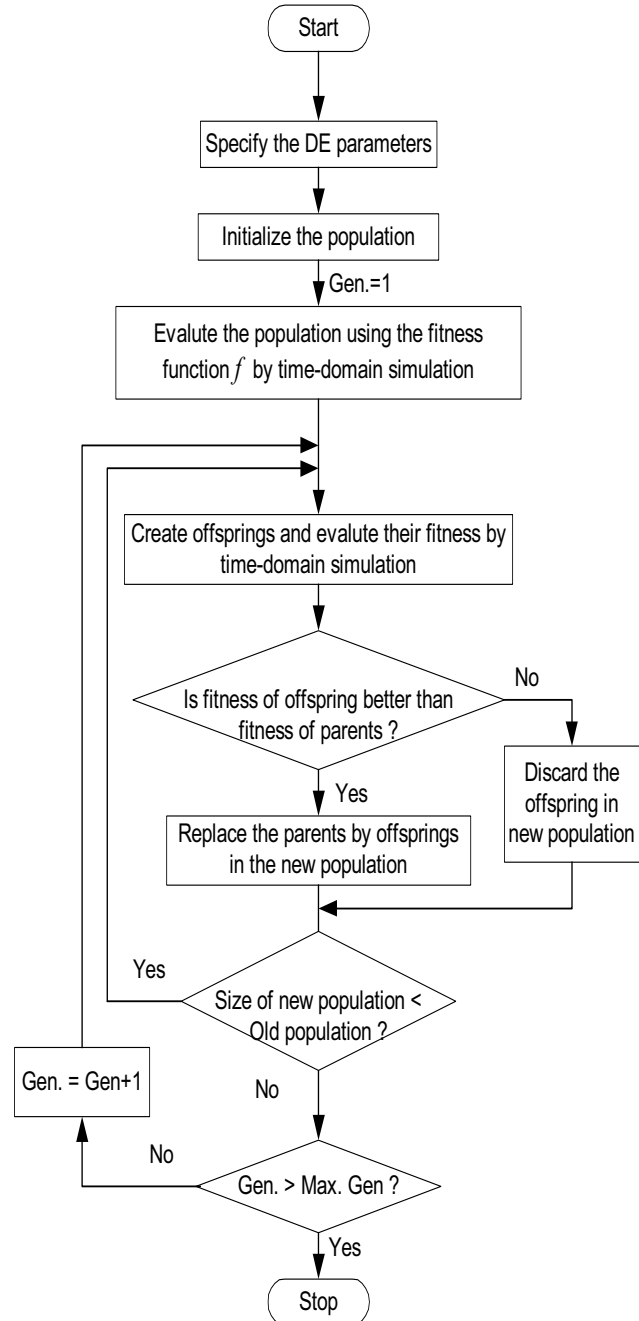 Start
Specify the DE parameters
Initialize the population
Gen.=1
Evalute the population using the fitness
function f by time-domain simulation
Create offsprings and evalute their fitness by
time-domain simulation
Is fitness of offspring better than
fitness of parents ?
No
Yes
Discard the
offspring in
new population
Replace the parents by offsprings
in the new population
Yes
Size of new population <
Old population ?
No
Gen. = Gen+1
No
Gen. > Max. Gen ?
Yes
Stop